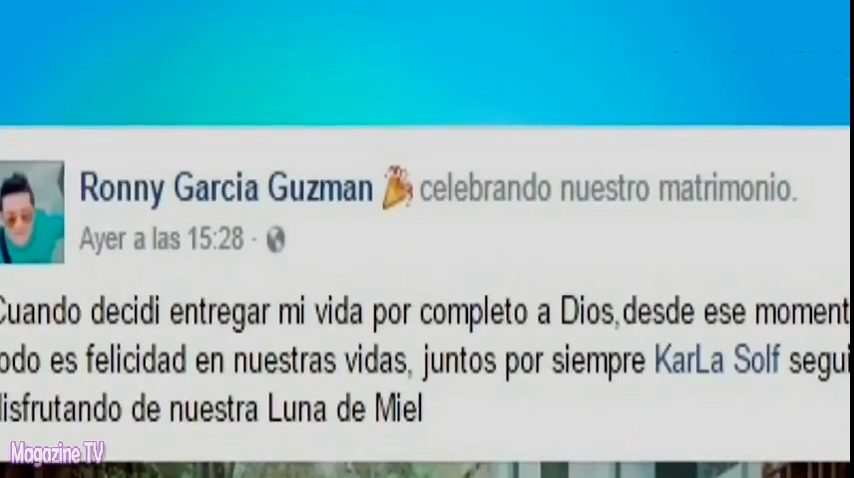 Ronny Garcia Guzman celebrando nuestro matrimonio.
Ayer a las 15:28 ·
Cuando decidi entregar mi vida por completo a Dios,desde ese moment
odo es felicidad en nuestras vidas, juntos por siempre KarLa Solf segui
disfrutando de nuestra Luna de Miel
Magazine TV